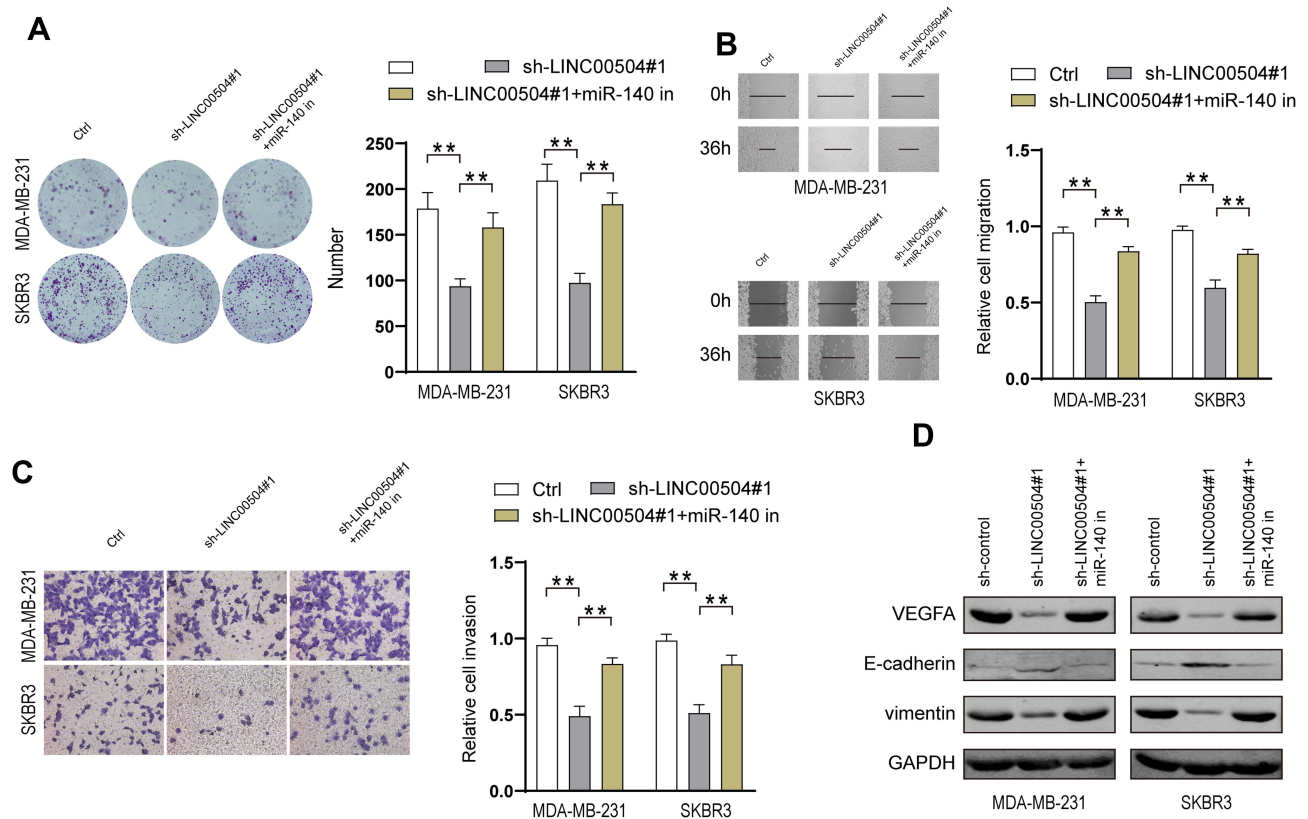 A
Ctrl
sh-LINC00504#1
sh-LINC00504#1
+miR-140 in
MDA-MB-231
SKBR3
sh-LINC00504#1
sh-LINC00504#1+miR-140 in
Number
250
200
150
100
50
0
** ** ** **
MDA-MB-231 SKBR3
B
Ctrl
sh-LINC00504#1
sh-LINC00504#1
+miR-140 in
0h
36h
MDA-MB-231
Ctrl
sh-LINC00504#1
sh-LINC00504#1
+miR-140 in
0h
36h
SKBR3
Ctrl sh-LINC00504#1
sh-LINC00504#1+miR-140 in
Relative cell migration
1.5
1.0
0.5
0.0
** ** ** **
MDA-MB-231 SKBR3
C
Ctrl
sh-LINC00504#1
sh-LINC00504#1
+miR-140 in
MDA-MB-231
SKBR3
Ctrl sh-LINC00504#1
sh-LINC00504#1+miR-140 in
Relative cell invasion
1.5
1.0
0.5
0.0
** ** ** **
MDA-MB-231 SKBR3
D
sh-control
sh-LINC00504#1
sh-LINC00504#1+
miR-140 in
sh-control
sh-LINC00504#1
sh-LINC00504#1+
miR-140 in
VEGFA
E-cadherin
vimentin
GAPDH
MDA-MB-231 SKBR3